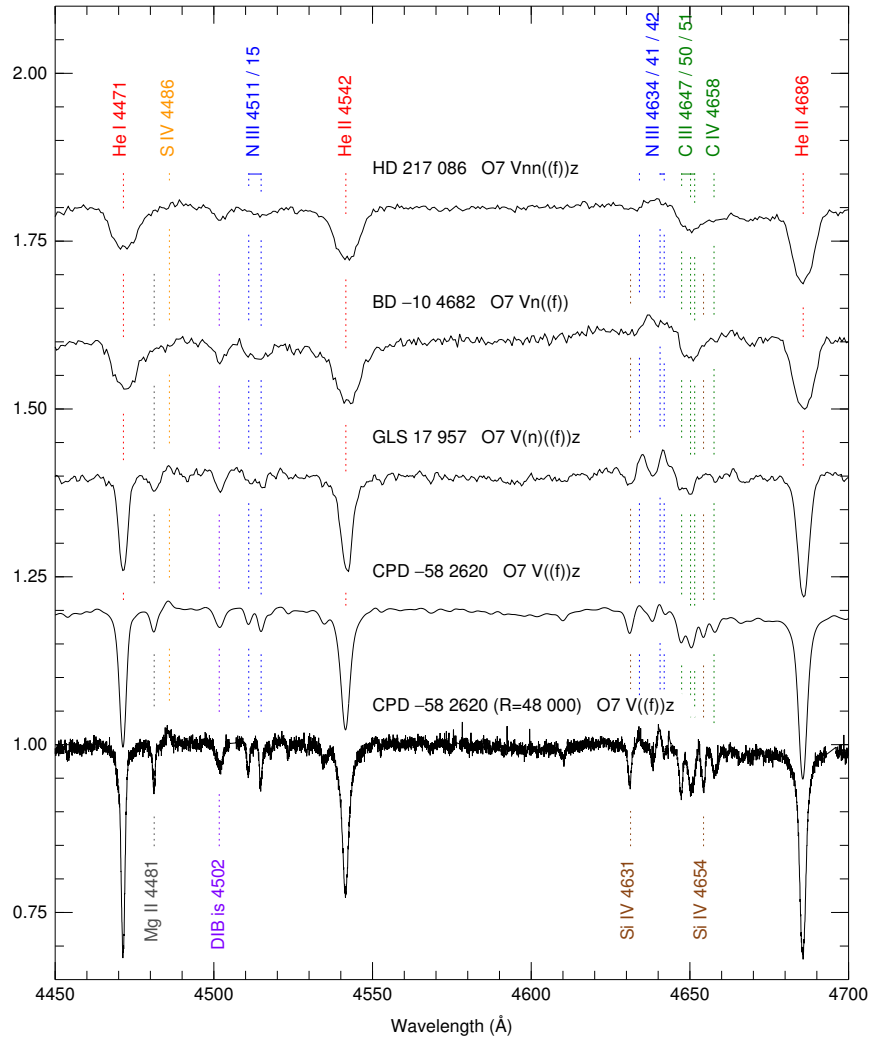 He I 4471
S IV 4486
N III 4511 / 15
He II 4542
N III 4634 / 41 / 42
C III 4647 / 50 / 51
C IV 4658
He II 4686
HD 217 086 O7 Vnn((f))z
BD −10 4682 O7 Vn((f))
GLS 17 957 O7 V(n)((f))z
CPD −58 2620 O7 V((f))z
CPD −58 2620 (R=48 000) O7 V((f))z
Mg II 4481
DIB is 4502
Si IV 4631
Si IV 4654
2.00
1.75
1.50
1.25
1.00
0.75
4450 4500 4550 4600 4650 4700
Wavelength (Å)